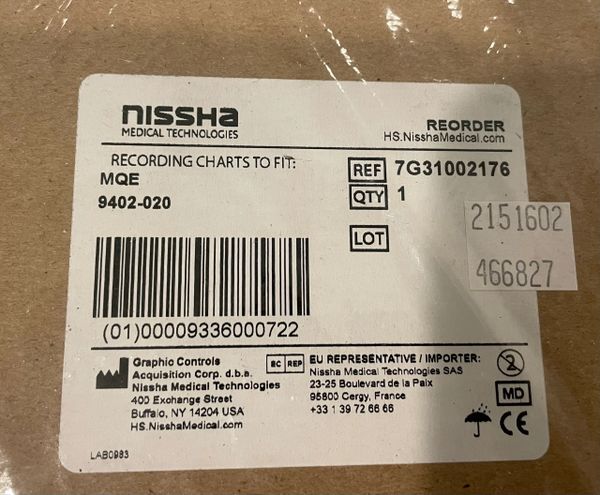 nissha
MEDICAL TECHNOLOGIES
REORDER
HS.NisshaMedical.com
RECORDING CHARTS TO FIT:
MQE
9402-020
REF 7G31002176
QTY 1
LOT
2151602
466827
(01)00009336000722
Graphic Controls
Acquisition Corp. d.b.a.
Nissha Medical Technologies
400 Exchange Street
Buffalo, NY 14204 USA
HS.NisshaMedical.com
EC REP
EU REPRESENTATIVE / IMPORTER:
Nissha Medical Technologies SAS
23-25 Boulevard de la Paix
95800 Cergy, France
+33 1 39 72 66 66
2
MD
CE
LAB0983